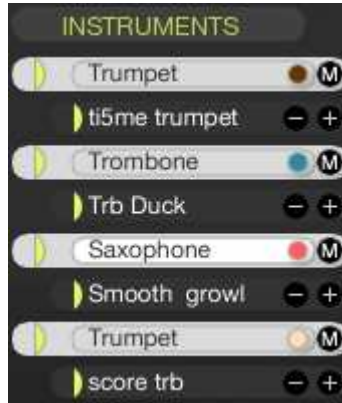 INSTRUMENTS
Trumpet M
ti5me trumpet − +
Trombone M
Trb Duck − +
Saxophone M
Smooth growl − +
Trumpet M
score trb − +